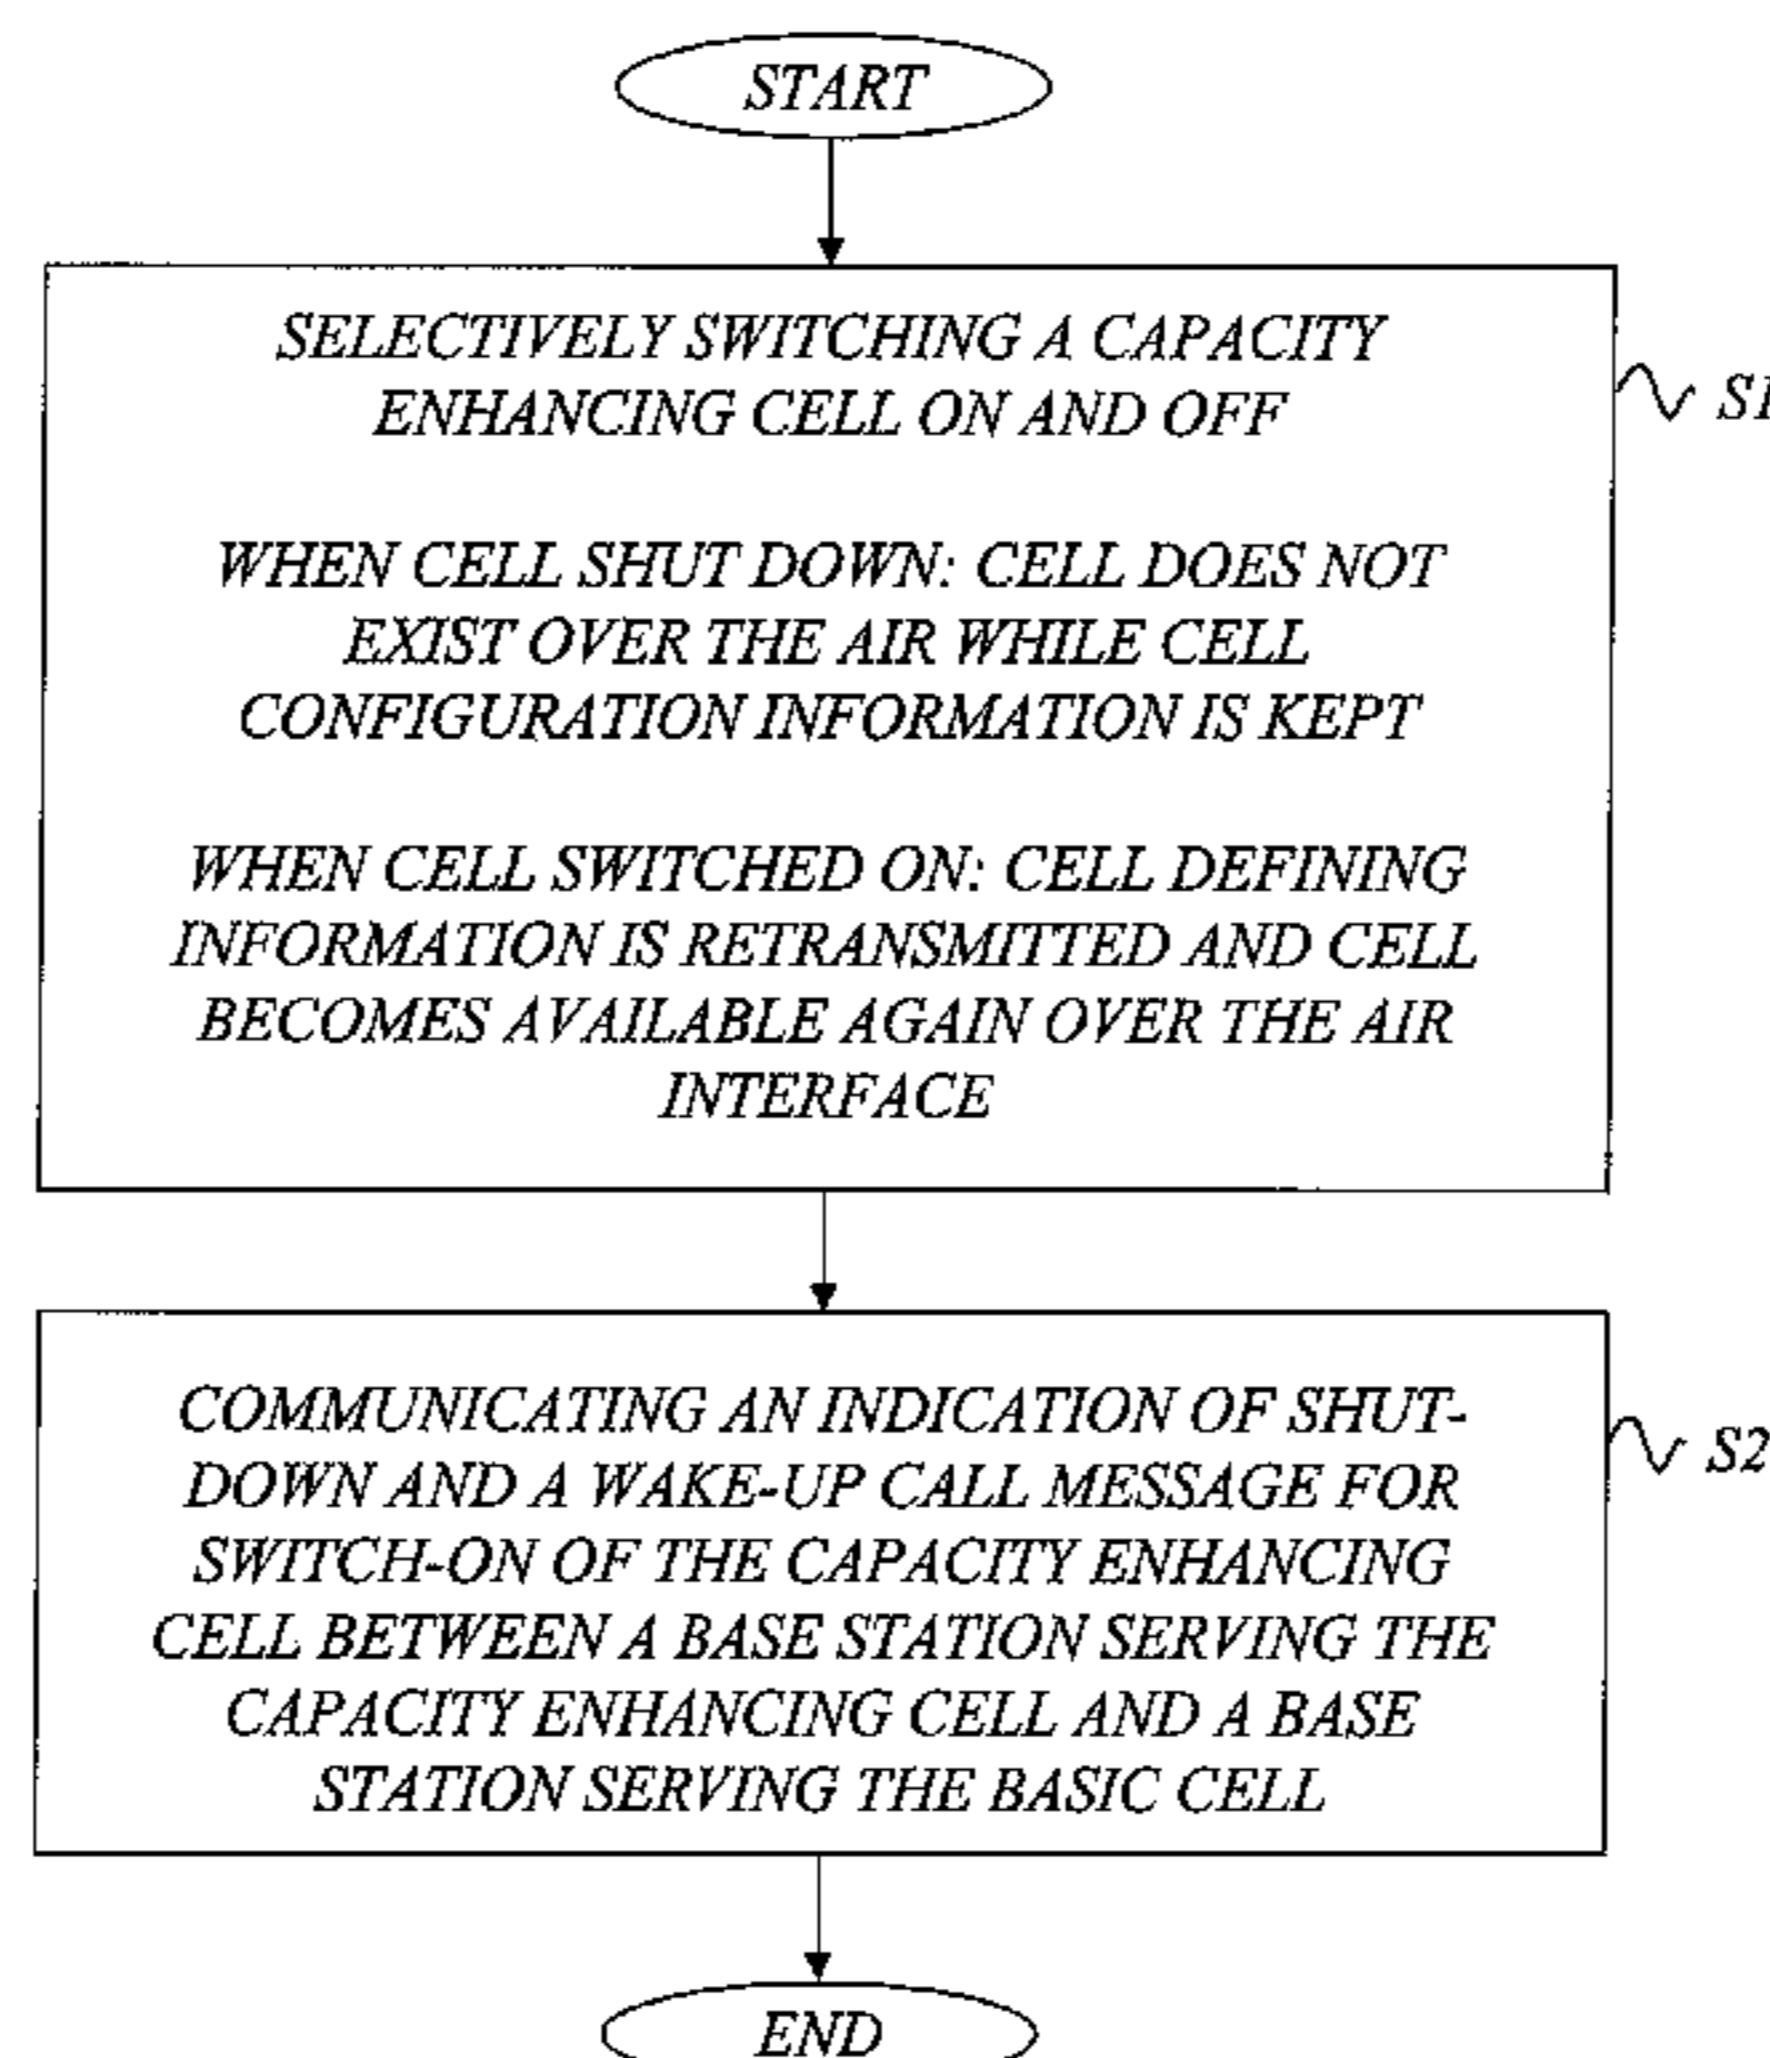 START
SELECTIVELY SWITCHING A CAPACITY
ENHANCING CELL ON AND OFF
S1
WHEN CELL SHUT DOWN: CELL DOES NOT
EXIST OVER THE AIR WHILE CELL
CONFIGURATION INFORMATION IS KEPT
WHEN CELL SWITCHED ON: CELL DEFINING
INFORMATION IS RETRANSMITTED AND CELL
BECOMES AVAILABLE AGAIN OVER THE AIR
INTERFACE
COMMUNICATING AN INDICATION OF SHUT-
DOWN AND A WAKE-UP CALL MESSAGE FOR
S2
SWITCH-ON OF THE CAPACITY ENHANCING
CELL BETWEEN A BASE STATION SERVING THE
CAPACITY ENHANCING CELL AND A BASE
STATION SERVING THE BASIC CELL
END